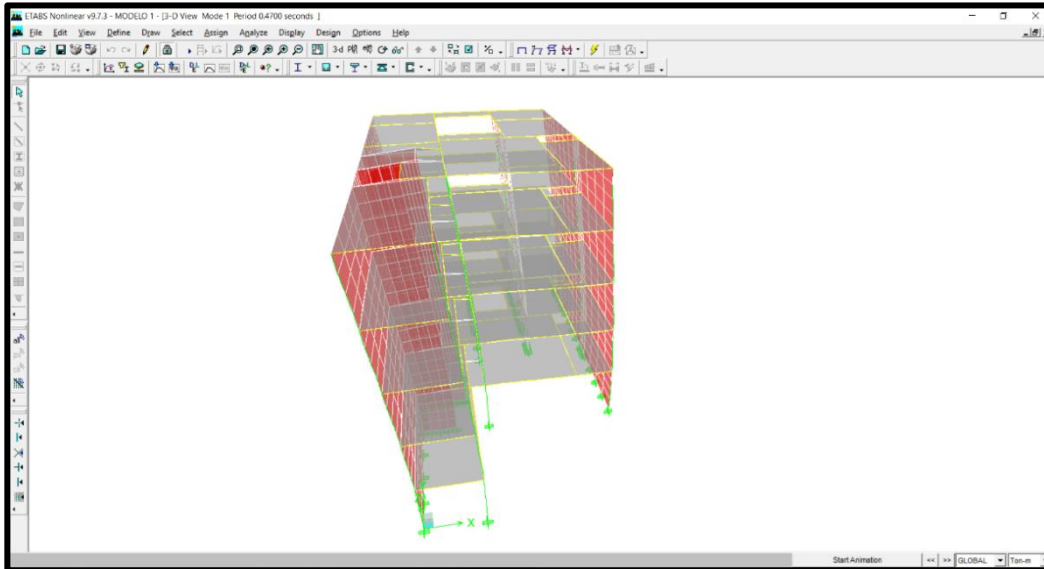 ETABS Nonlinear v9.7.3 - MODELO 1 - [3-D View Mode 1 Period 0.4700 seconds ]
File Edit View Define Draw Select Assign Analyze Display Design Options Help
3-d
X
Start Animation << >> GLOBAL Ton-m